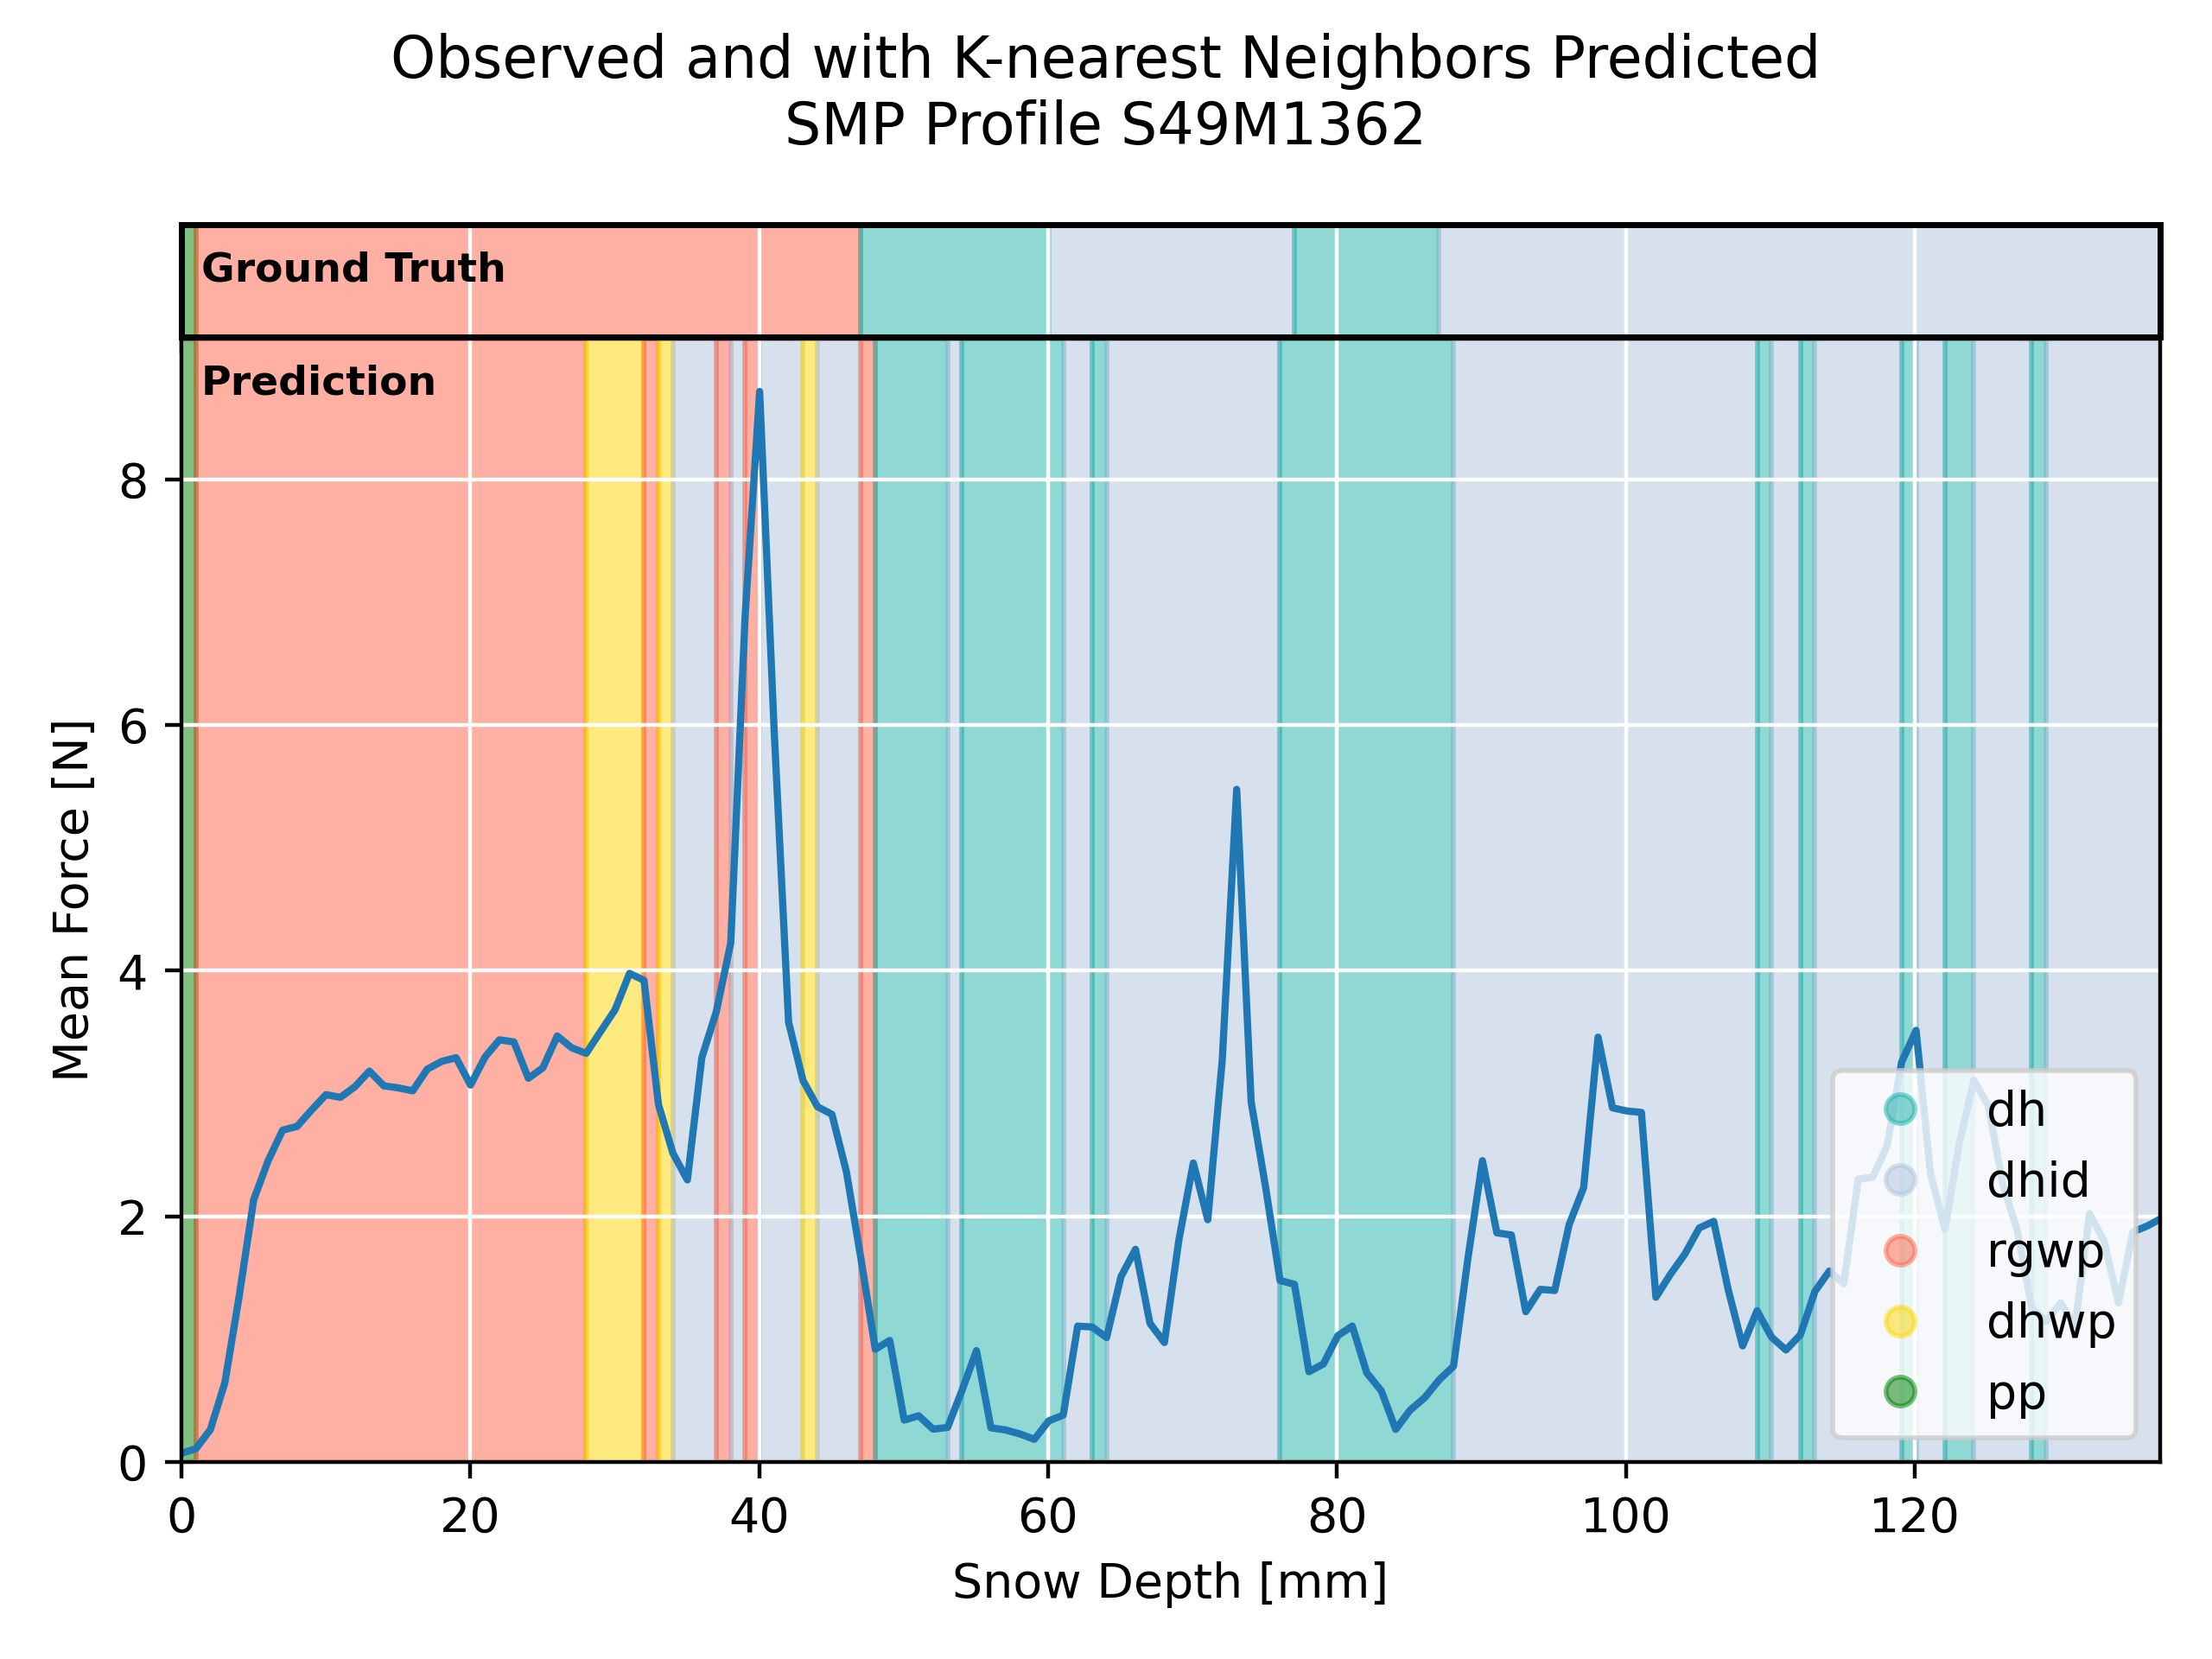 Observed and with K-nearest Neighbors Predicted
SMP Profile S49M1362
Ground Truth
Prediction
Mean Force [N]
8
6
4
2
0
0 20 40 60 80 100 120
Snow Depth [mm]
dh
dhid
rgwp
dhwp
pp